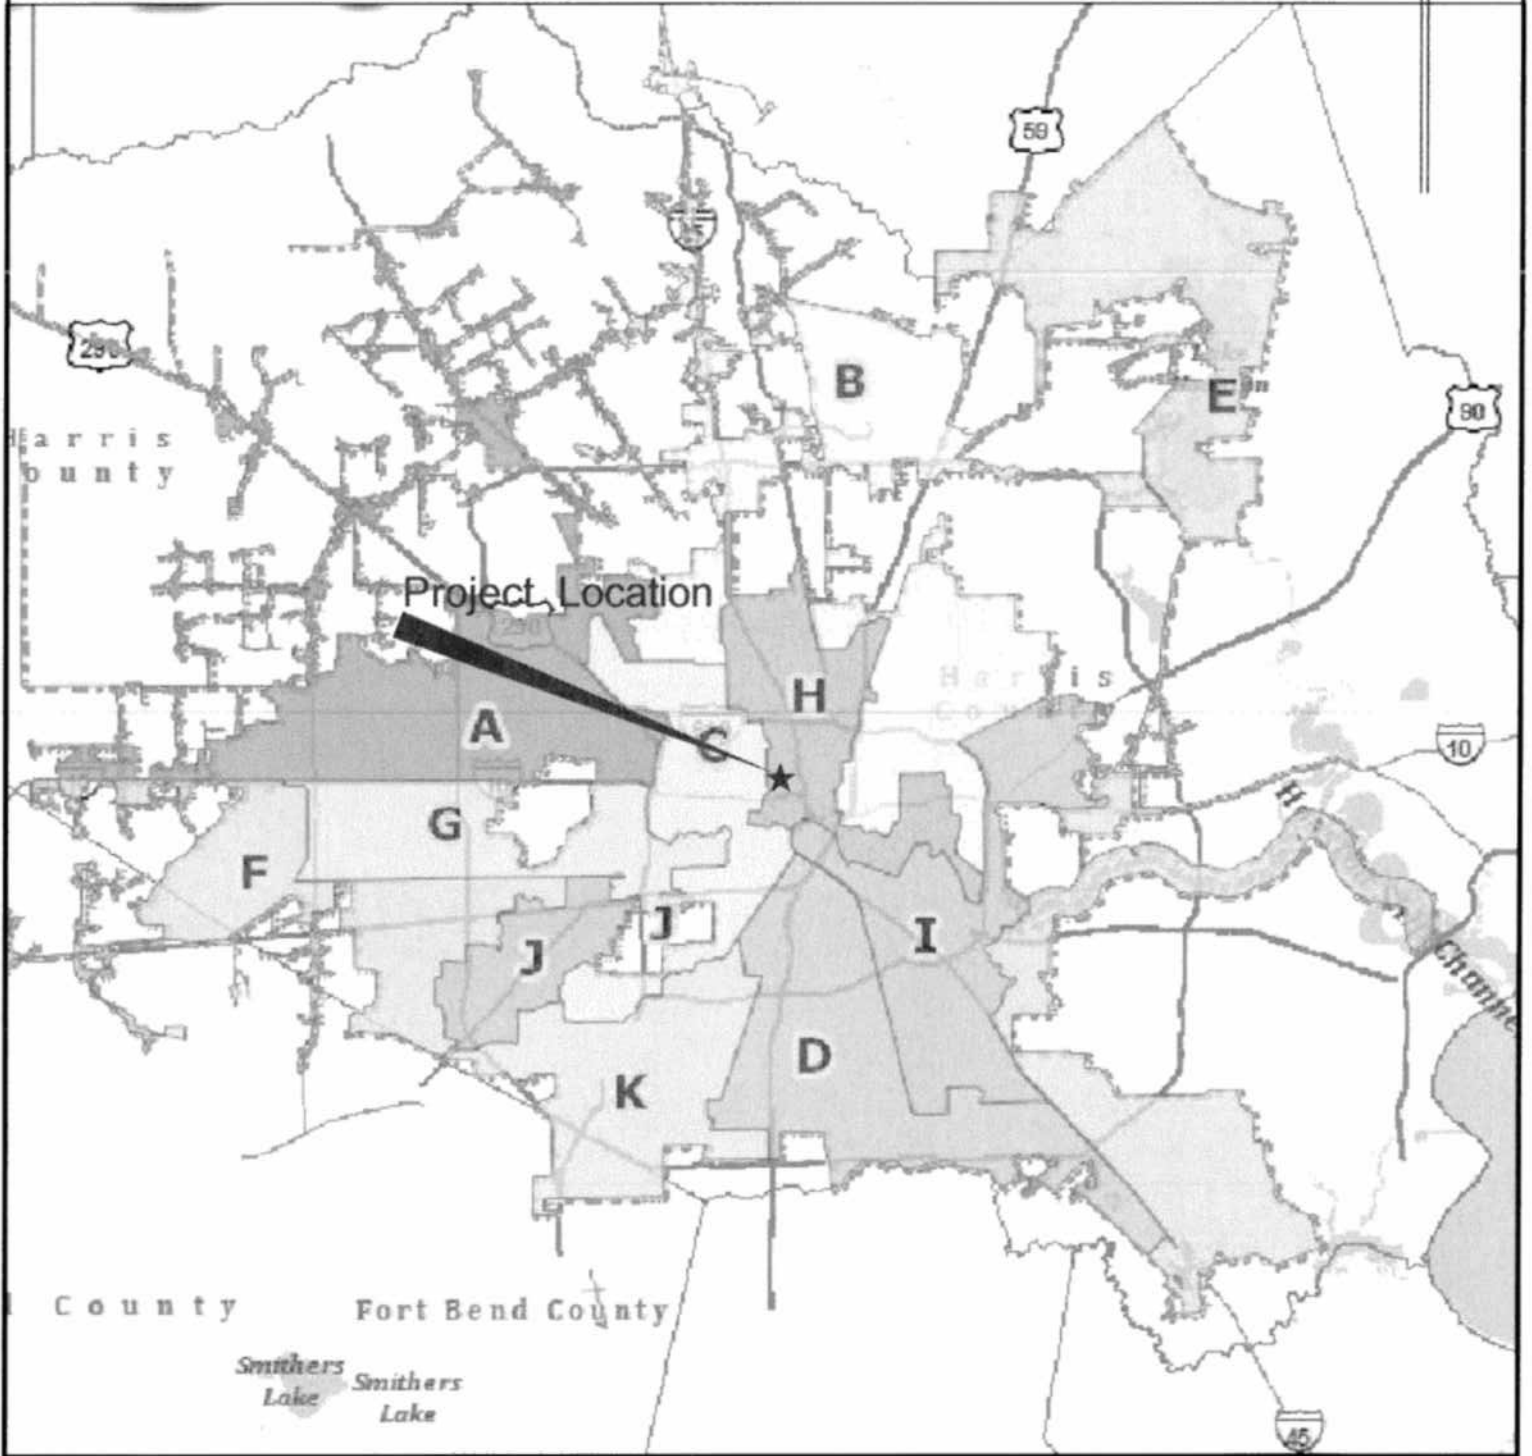 59
290
B
E
90
Harris
County
Project Location
290
H
Harris
County
A
C
10
G
F
H
J
J
I
Channel
D
K
County
Fort Bend County
Smithers
Lake
Smithers
Lake
45